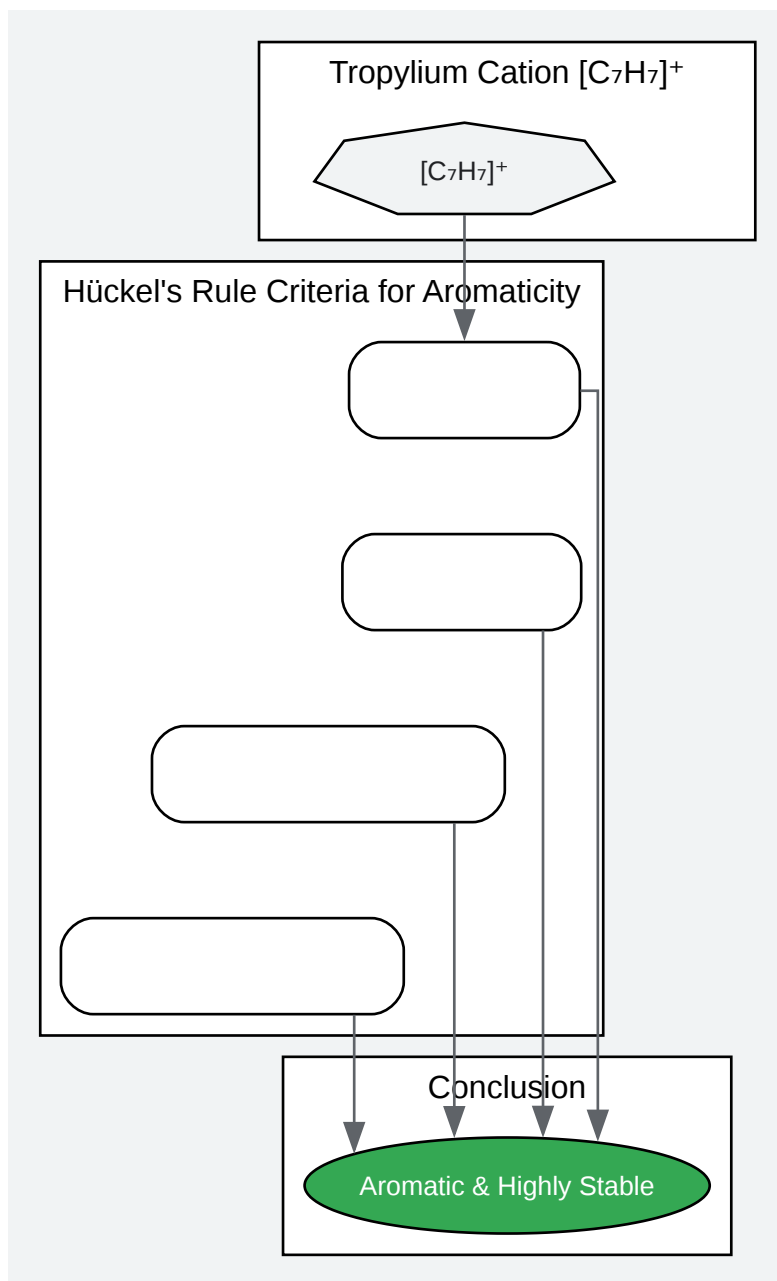 Tropylium Cation [C₇H₇]⁺
[C₇H₇]⁺
Hückel's Rule Criteria for Aromaticity
Conclusion
Aromatic & Highly Stable